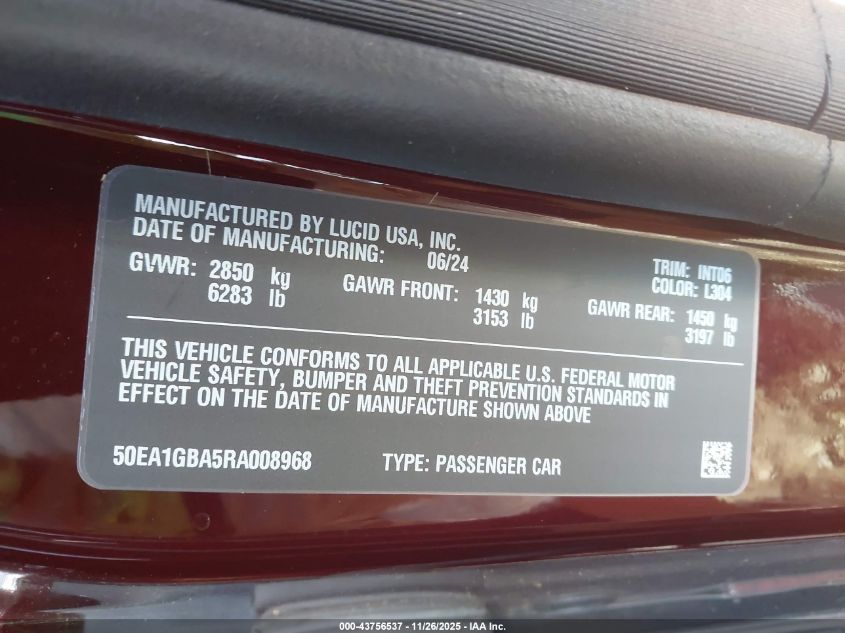 MANUFACTURED BY LUCID USA, INC.
DATE OF MANUFACTURING: 06/24
TRIM: INT06
COLOR: L304
GVWR: 2850 kg
6283 lb
GAWR FRONT: 1430 kg
3153 lb
GAWR REAR: 1450 kg
3197 lb
THIS VEHICLE CONFORMS TO ALL APPLICABLE U.S. FEDERAL MOTOR
VEHICLE SAFETY, BUMPER AND THEFT PREVENTION STANDARDS IN
EFFECT ON THE DATE OF MANUFACTURE SHOWN ABOVE
50EA1GBA5RA008968 TYPE: PASSENGER CAR
000-43756537 - 11/26/2025 - IAA Inc.